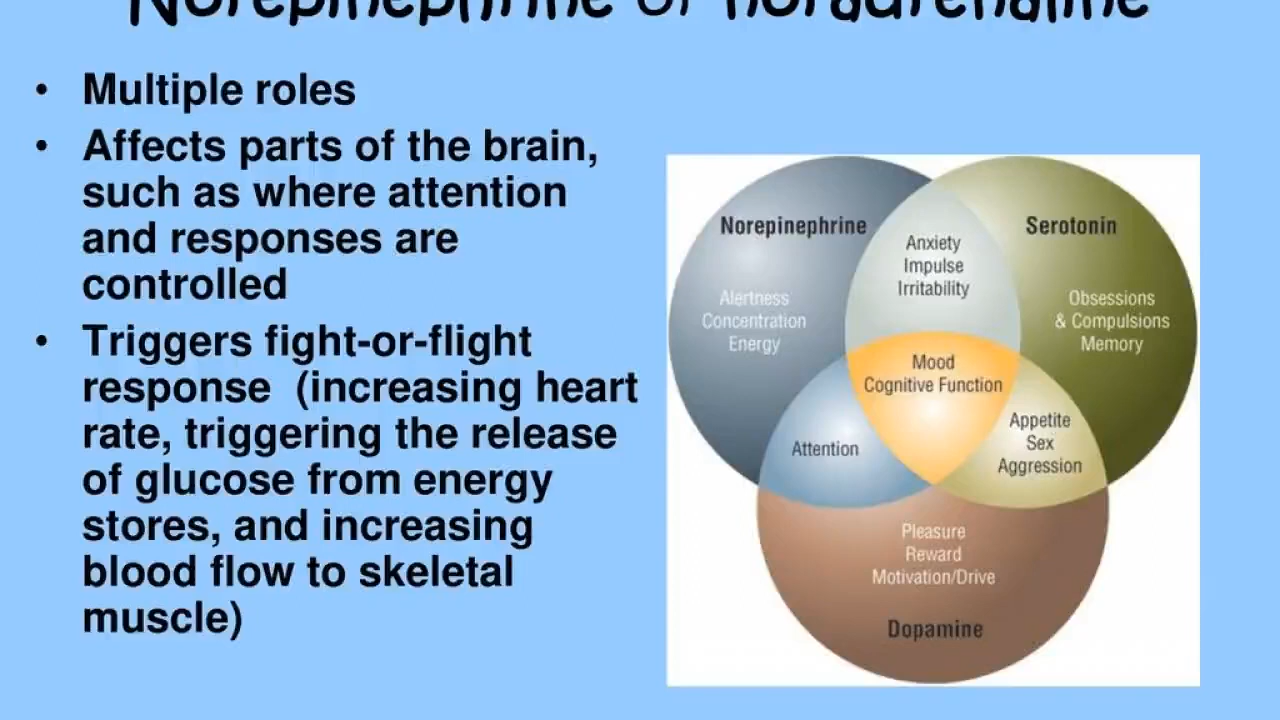 Norepinephrine or noradrenaline
• Multiple roles
• Affects parts of the brain,
such as where attention
and responses are
controlled
• Triggers fight-or-flight
response (increasing heart
rate, triggering the release
of glucose from energy
stores, and increasing
blood flow to skeletal
muscle)
Norepinephrine
Serotonin
Anxiety
Impulse
Irritability
Alertness
Concentration
Energy
Obsessions
& Compulsions
Memory
Mood
Cognitive Function
Attention
Appetite
Sex
Aggression
Pleasure
Reward
Motivation/Drive
Dopamine